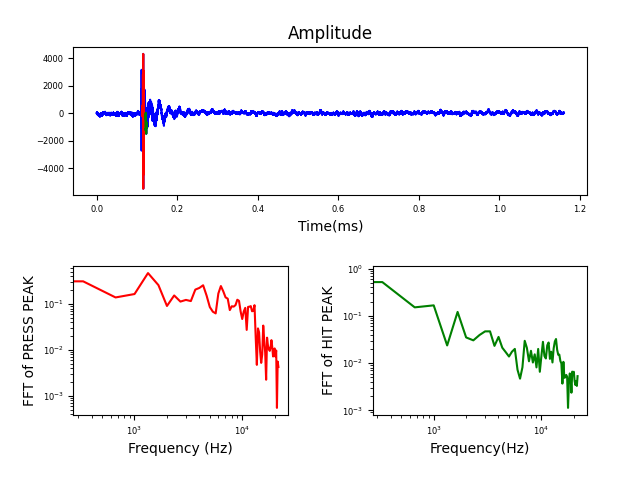 Amplitude
4000
2000
0
−2000
−4000
0.0 0.2 0.4 0.6 0.8 1.0 1.2
Time(ms)
FFT of PRESS PEAK
10⁻¹
10⁻²
10⁻³
10³ 10⁴
Frequency (Hz)
FFT of HIT PEAK
10⁰
10⁻¹
10⁻²
10⁻³
10³ 10⁴
Frequency(Hz)